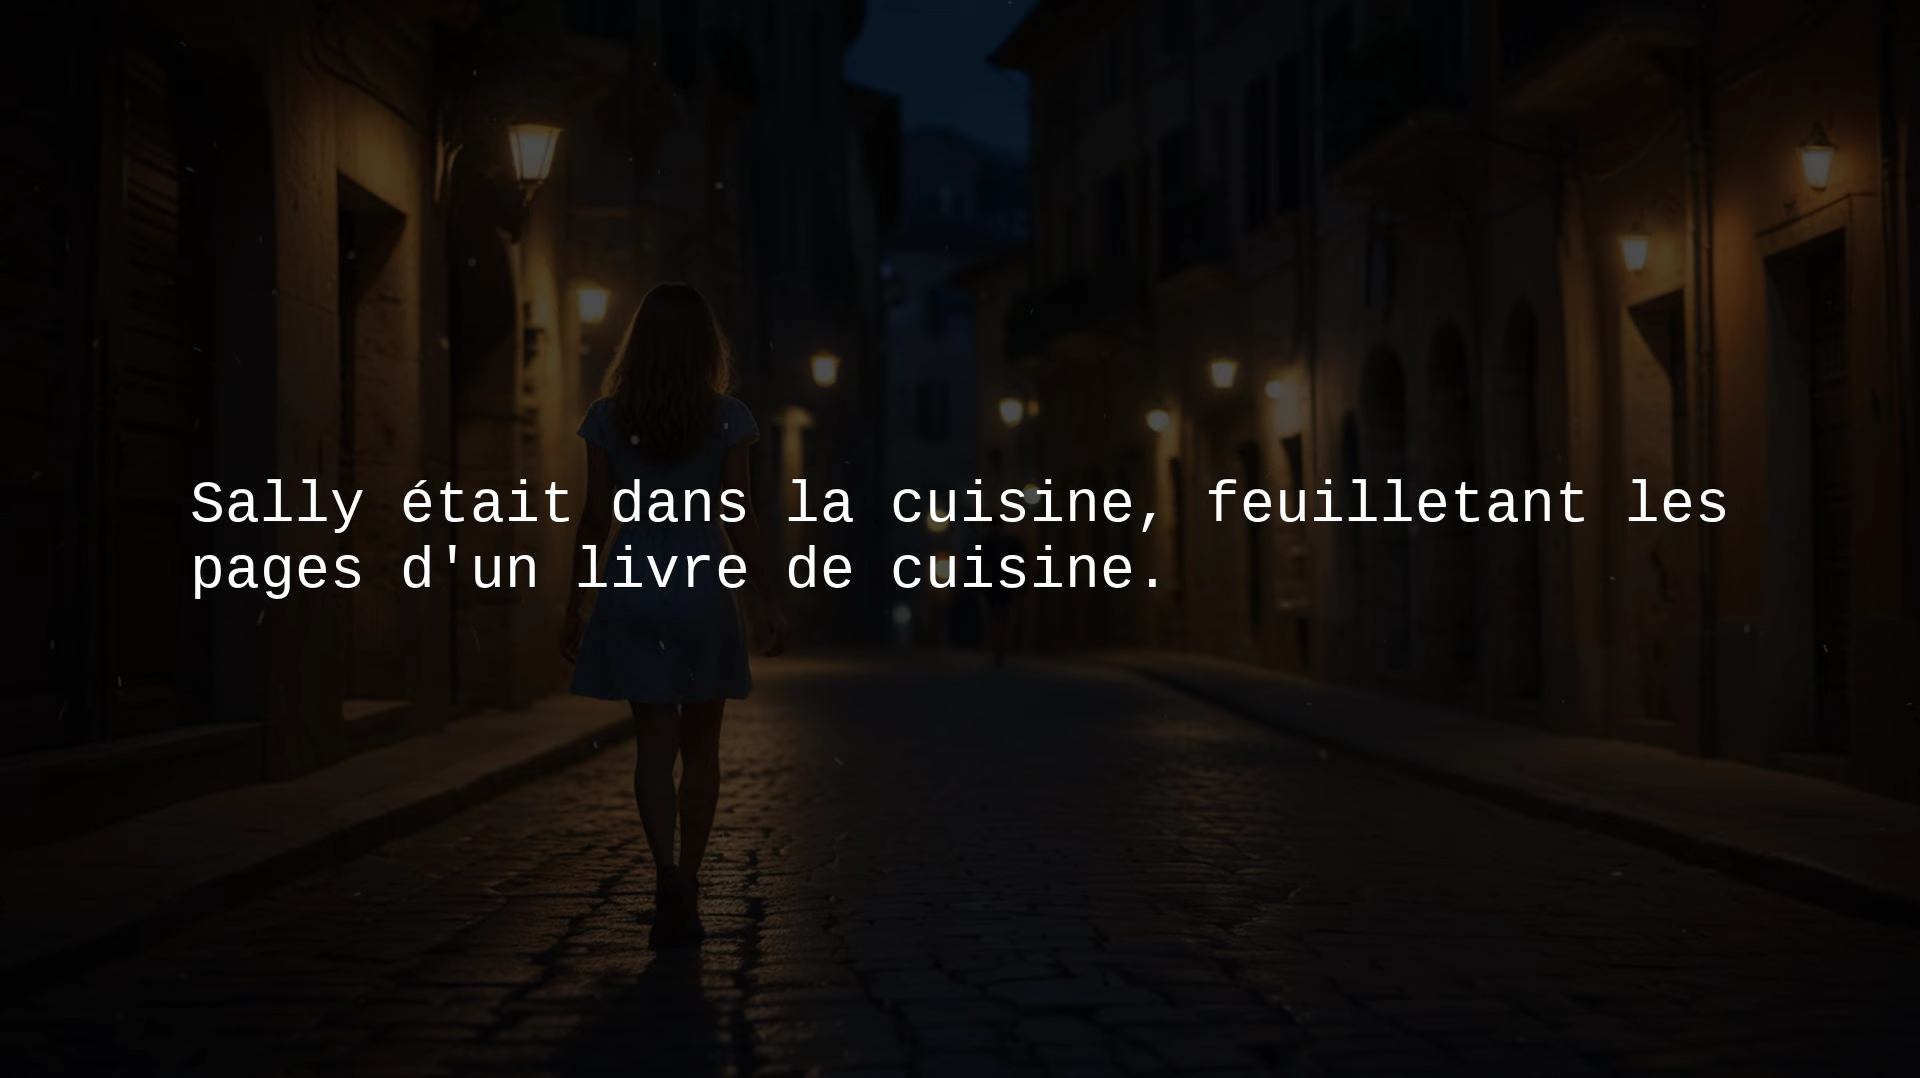 Sally était dans la cuisine, feuilletant les
pages d'un livre de cuisine.